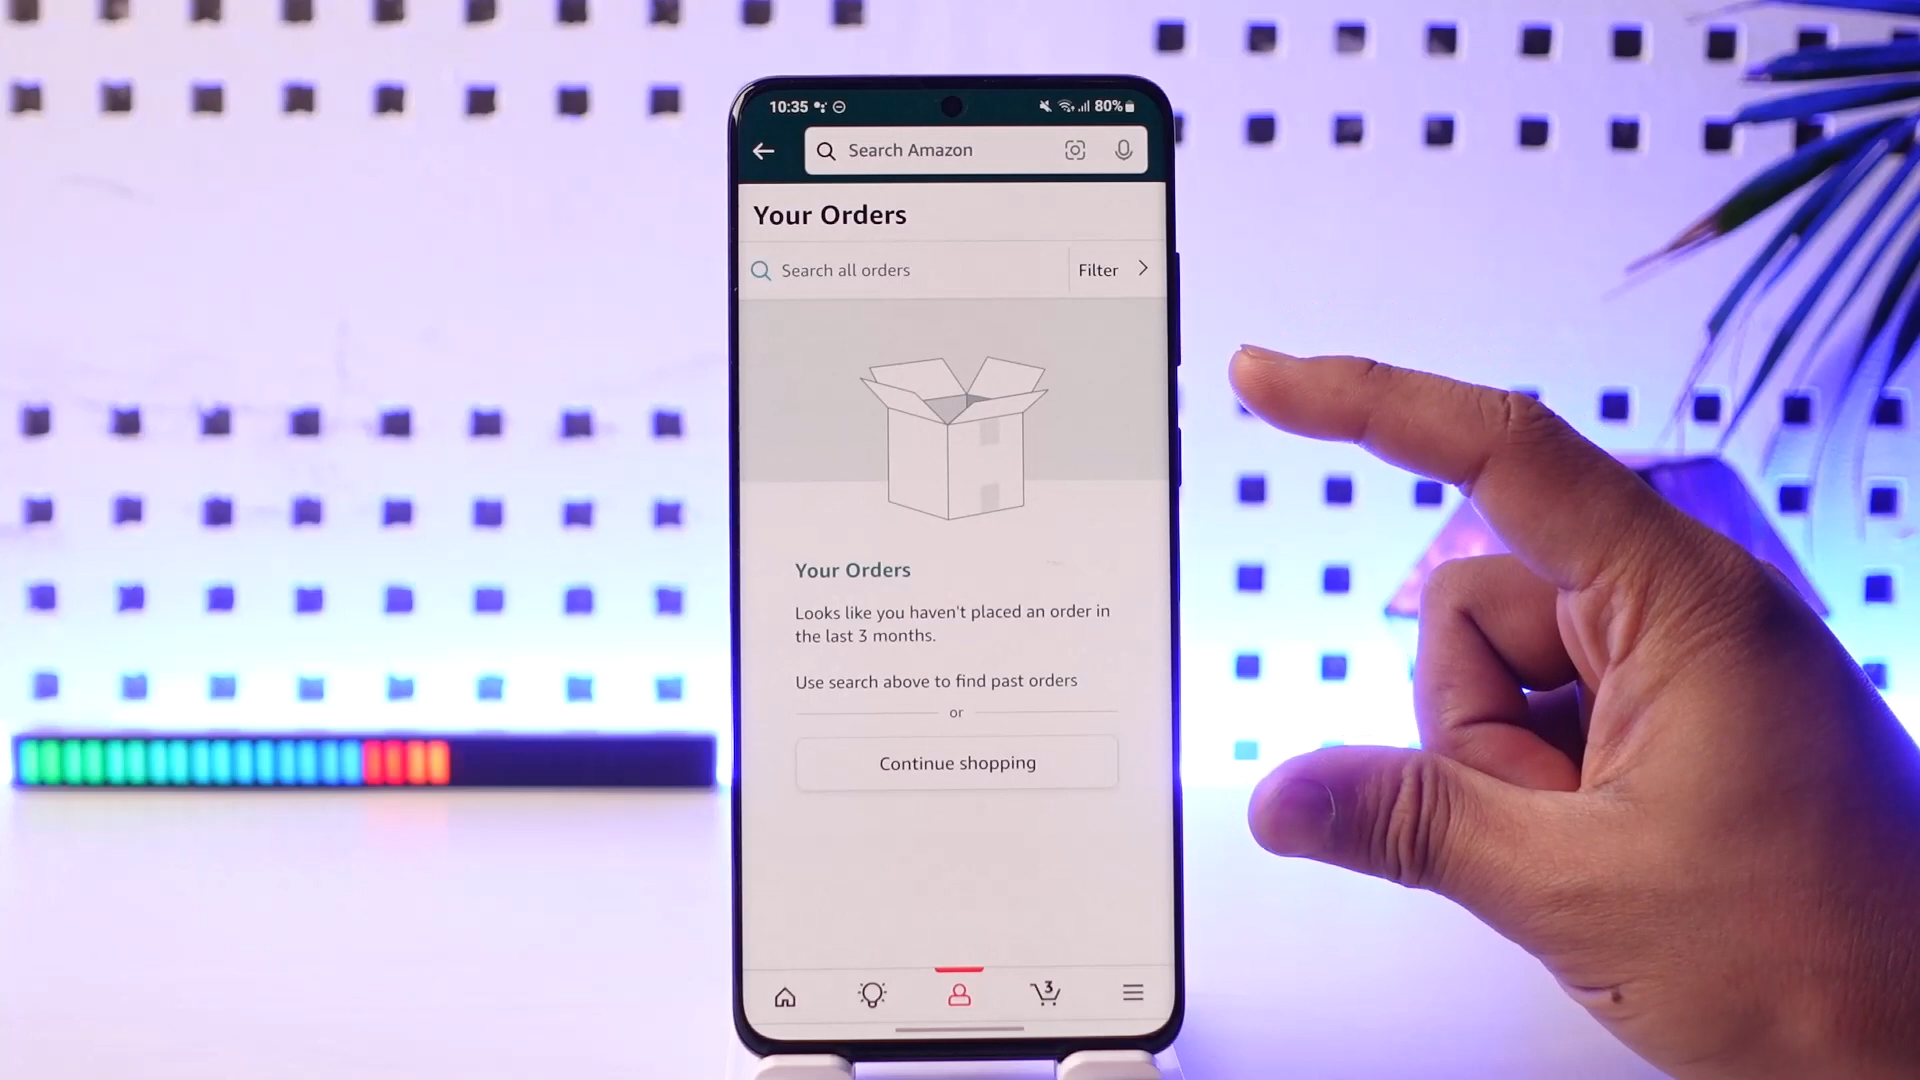 10:35
80%
Search Amazon
Your Orders
Search all orders
Filter
Your Orders
Looks like you haven't placed an order in
the last 3 months.
Use search above to find past orders
or
Continue shopping
3